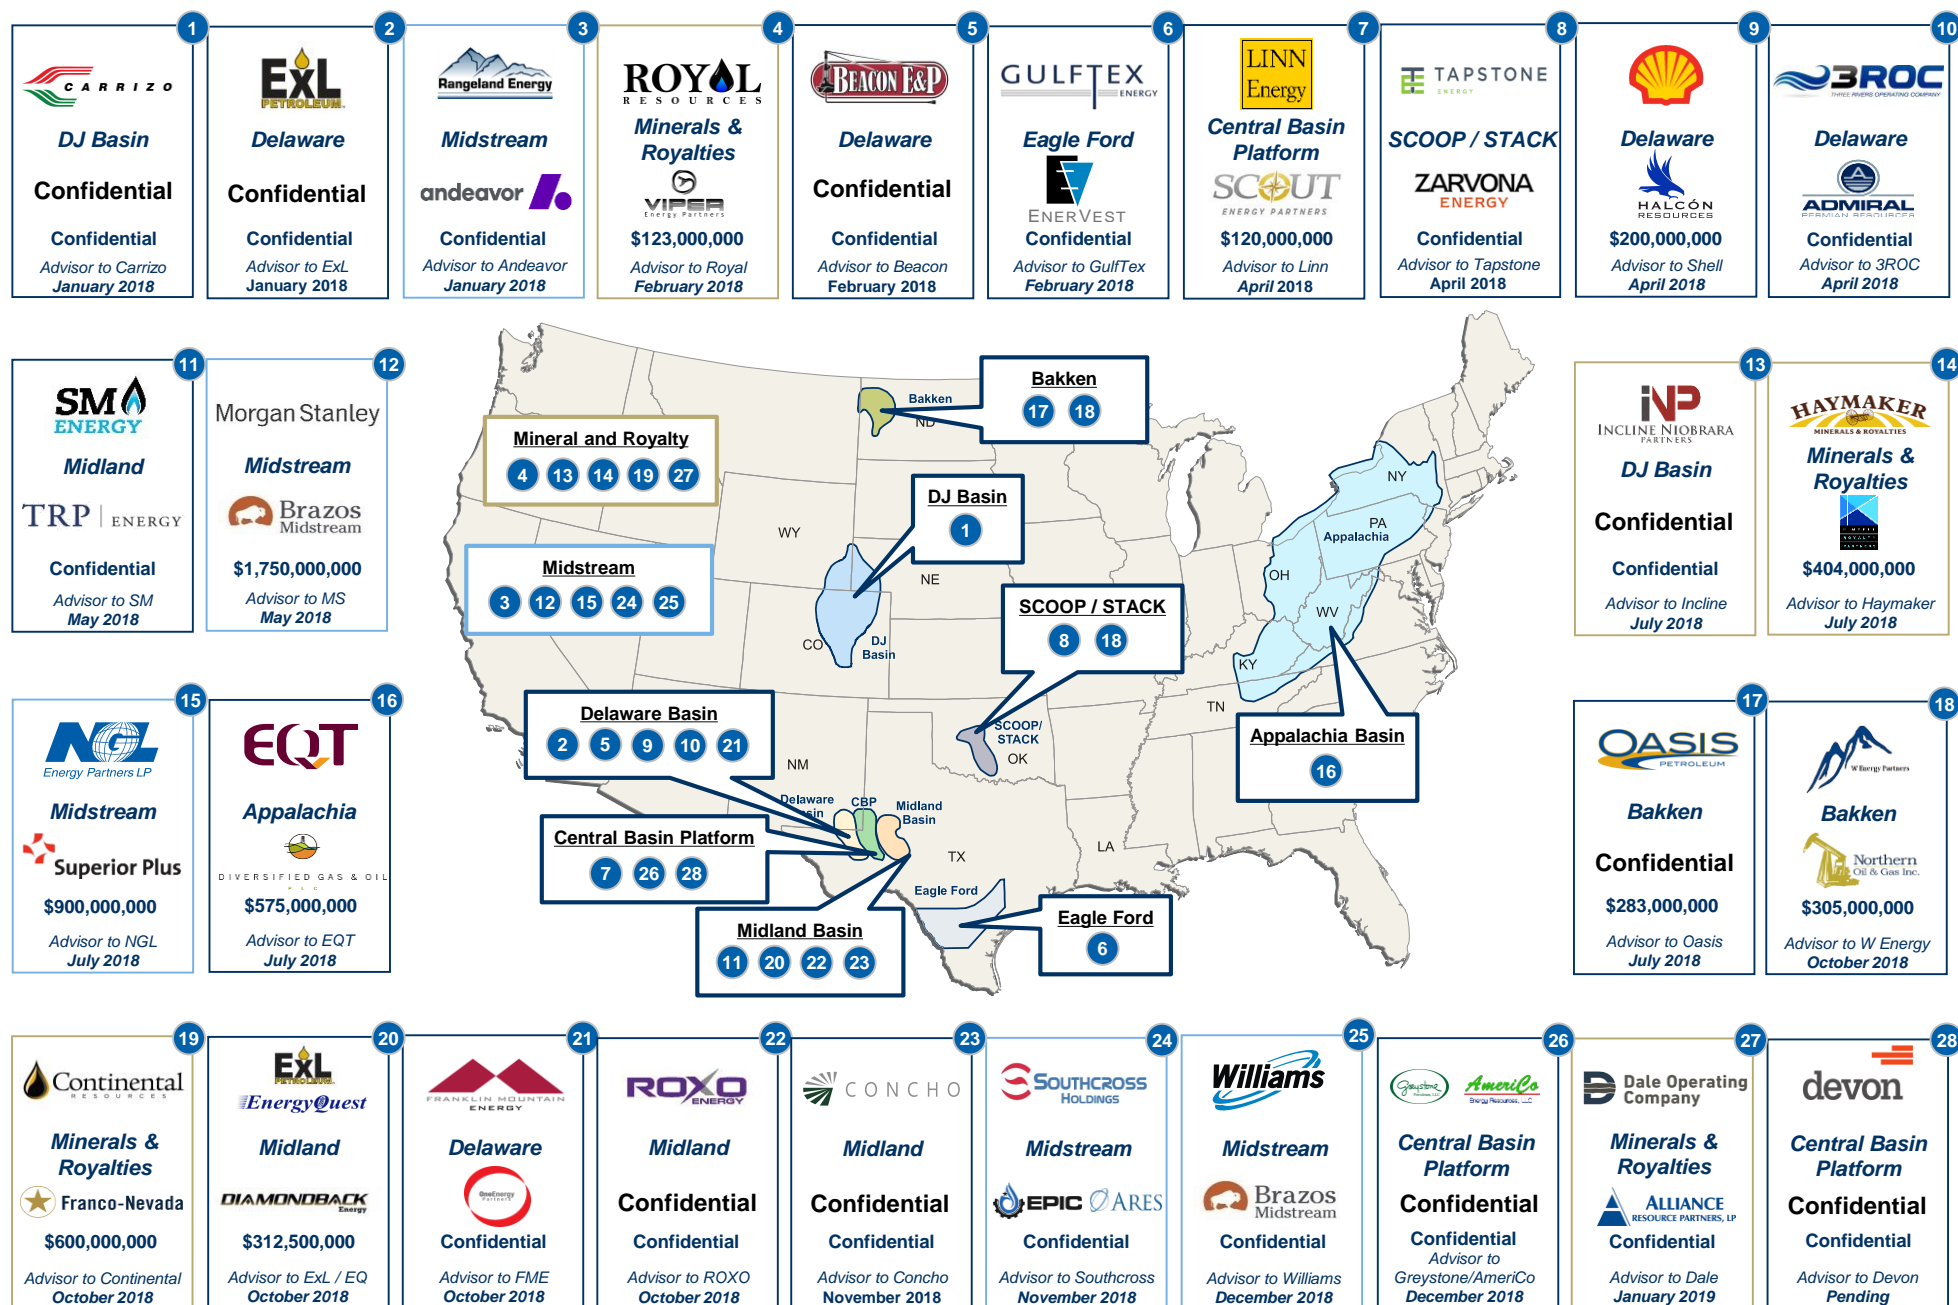 1
CARRIZO
DJ Basin
Confidential
Confidential
Advisor to Carrizo
January 2018
2
ExL
PETROLEUM
Delaware
Confidential
Confidential
Advisor to ExL
January 2018
3
Rangeland Energy
Midstream
andeavor
Confidential
Advisor to Andeavor
January 2018
4
ROYAL
RESOURCES
Minerals &
Royalties
VIPER
Energy Partners
$123,000,000
Advisor to Royal
February 2018
5
BEACON E&P
Delaware
Confidential
Confidential
Advisor to Beacon
February 2018
6
GULFTEX
ENERGY
Eagle Ford
ENERVEST
Confidential
Advisor to GulfTex
February 2018
7
LINN
Energy
Central Basin
Platform
SCOUT
ENERGY PARTNERS
$120,000,000
Advisor to Linn
April 2018
8
TAPSTONE
ENERGY
SCOOP / STACK
ZARVONA
ENERGY
Confidential
Advisor to Tapstone
April 2018
9
Delaware
HALCÓN
RESOURCES
$200,000,000
Advisor to Shell
April 2018
10
3ROC
THREE RIVERS OPERATING COMPANY
Delaware
A
ADMIRAL
PERMIAN RESOURCES
Confidential
Advisor to 3ROC
April 2018
11
SM
ENERGY
Midland
TRP | ENERGY
Confidential
Advisor to SM
May 2018
12
Morgan Stanley
Midstream
Brazos
Midstream
$1,750,000,000
Advisor to MS
May 2018
13
iNP
INCLINE NIOBRARA
PARTNERS
DJ Basin
Confidential
Confidential
Advisor to Incline
July 2018
14
HAYMAKER
MINERALS & ROYALTIES
Minerals &
Royalties
$404,000,000
Advisor to Haymaker
July 2018
Bakken
17 18
Bakken
ND
Mineral and Royalty
4 13 14 19 27
DJ Basin
1
WY
NE
Midstream
3 12 15 24 25
CO
DJ
Basin
SCOOP / STACK
8 18
NY
PA
Appalachia
OH
WV
KY
TN
Delaware Basin
2 5 9 10 21
SCOOP/
STACK
OK
Appalachia Basin
16
NM
Delaware
sin
CBP
Midland
Basin
Central Basin Platform
7 26 28
TX
LA
Eagle Ford
Midland Basin
11 20 22 23
Eagle Ford
6
15
NGL
Energy Partners LP
Midstream
Superior Plus
$900,000,000
Advisor to NGL
July 2018
16
EQT
Appalachia
DIVERSIFIED GAS & OIL
PLC
$575,000,000
Advisor to EQT
July 2018
17
OASIS
PETROLEUM
Bakken
Confidential
$283,000,000
Advisor to Oasis
July 2018
18
W Energy Partners
Bakken
Northern
Oil & Gas Inc.
$305,000,000
Advisor to W Energy
October 2018
19
Continental
RESOURCES
Minerals &
Royalties
Franco-Nevada
$600,000,000
Advisor to Continental
October 2018
20
ExL
PETROLEUM
EnergyQuest
Midland
DIAMONDBACK
Energy
$312,500,000
Advisor to ExL / EQ
October 2018
21
FRANKLIN MOUNTAIN
ENERGY
Delaware
OneEnergy
Partners
Confidential
Advisor to FME
October 2018
22
ROXO
ENERGY
Midland
Confidential
Confidential
Advisor to ROXO
October 2018
23
CONCHO
Midland
Confidential
Confidential
Advisor to Concho
November 2018
24
SOUTHCROSS
HOLDINGS
Midstream
EPIC ARES
Confidential
Advisor to Southcross
November 2018
25
Williams
Midstream
Brazos
Midstream
Confidential
Advisor to Williams
December 2018
26
Greystone
AmeriCo
Energy Resources, LLC
Central Basin
Platform
Confidential
Confidential
Advisor to
Greystone/AmeriCo
December 2018
27
Dale Operating
Company
Minerals &
Royalties
ALLIANCE
RESOURCE PARTNERS, LP
Confidential
Advisor to Dale
January 2019
28
devon
Central Basin
Platform
Confidential
Confidential
Advisor to Devon
Pending